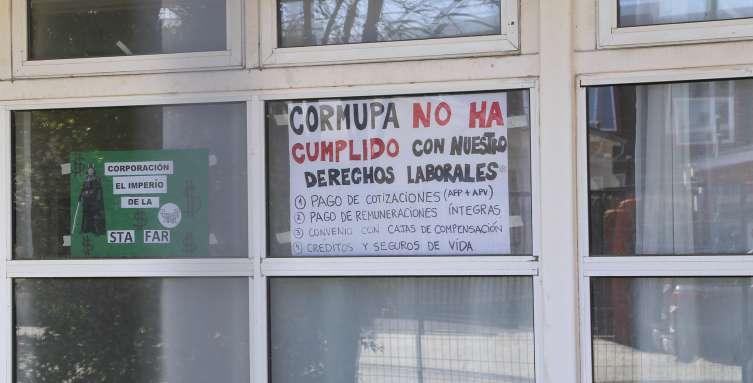 CORPORACIÓN
EL IMPERIO
DE LA
STA FAR
CORMUPA NO HA
CUMPLIDO CON NUESTRO
DERECHOS LABORALES
1 PAGO DE COTIZACIONES (AFP + APV)
2 PAGO DE REMUNERACIONES ÍNTEGRAS
3 CONVENIO CON CAJAS DE COMPENSACIÓN
4 CREDITOS Y SEGUROS DE VIDA